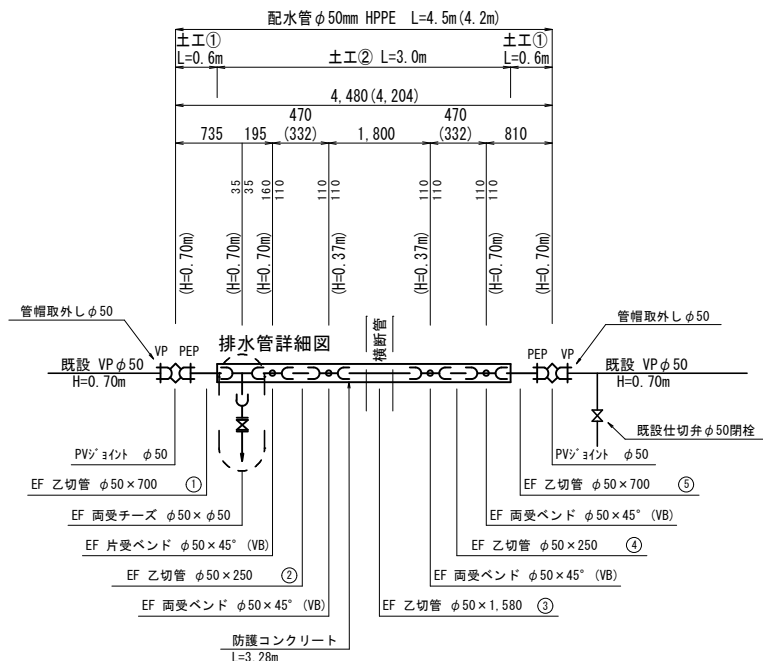 配水管φ50mm HPPE L=4.5m(4.2m)
土工①
L=0.6m
土工② L=3.0m
土工①
L=0.6m
4,480(4,204)
735
195
470
(332)
1,800
470
(332)
810
35
35
160
110
110
110
110
110
110
110
(H=0.70m)
(H=0.70m)
(H=0.70m)
(H=0.37m)
(H=0.37m)
(H=0.70m)
(H=0.70m)
管帽取外しφ50
管帽取外しφ50
排水管詳細図
横断管
VP
PEP
PEP
VP
既設 VPφ50
H=0.70m
既設 VPφ50
H=0.70m
既設仕切弁φ50閉栓
PVジョイント φ50
PVジョイント φ50
EF 乙切管 φ50×700 ①
EF 乙切管 φ50×700 ⑤
EF 両受チーズ φ50×φ50
EF 両受ベンド φ50×45°(VB)
EF 片受ベンド φ50×45°(VB)
EF 乙切管 φ50×250 ④
EF 乙切管 φ50×250 ②
EF 両受ベンド φ50×45°(VB)
EF 両受ベンド φ50×45°(VB)
EF 乙切管 φ50×1,580 ③
防護コンクリート
L=3.28m